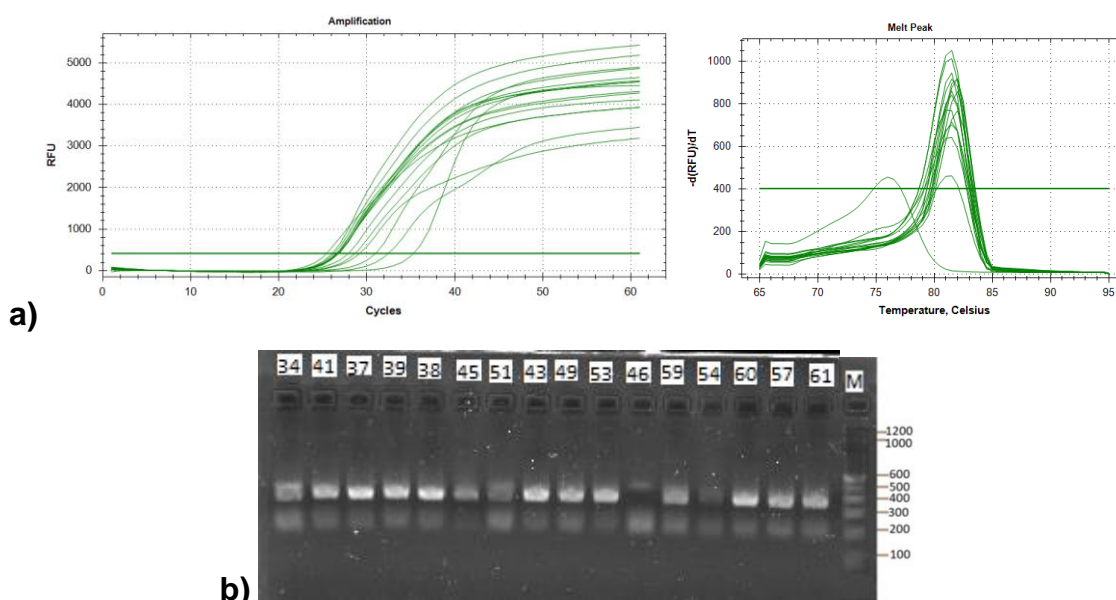 Amplification
5000
4000
3000
2000
1000
0
RFU
0 10 20 30 40 50 60
Cycles
Melt Peak
1000
800
600
400
200
0
-d(RFU)/dT
65 70 75 80 85 90 95
Temperature, Celsius
a)
34 41 37 39 38 45 51 43 49 53 46 59 54 60 57 61 M
1200
1000
600
500
400
300
200
100
b)